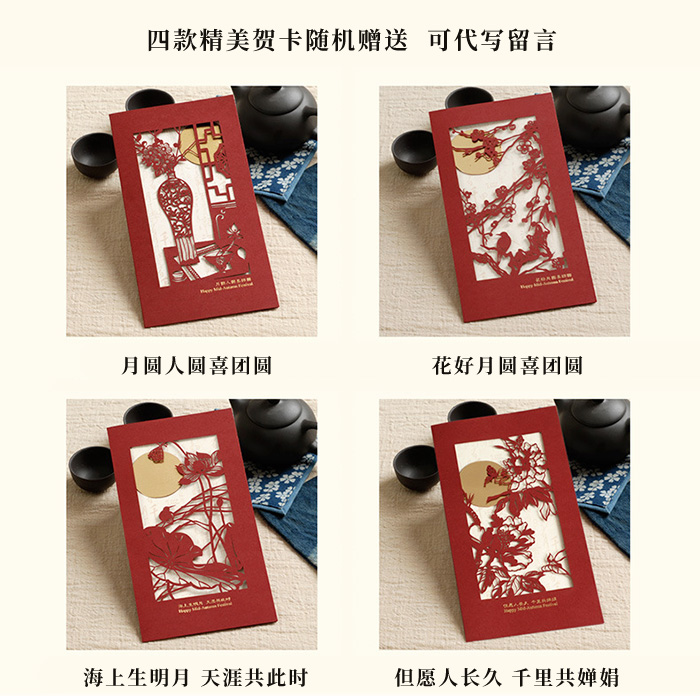 四款精美贺卡随机赠送 可代写留言
月圆人圆喜团圆
Happy Mid-Autumn Festival
花好月圆喜团圆
Happy Mid-Autumn Festival
月圆人圆喜团圆
花好月圆喜团圆
海上生明月 天涯共此时
Happy Mid-Autumn Festival
但愿人长久 千里共婵娟
Happy Mid-Autumn Festival
海上生明月 天涯共此时
但愿人长久 千里共婵娟